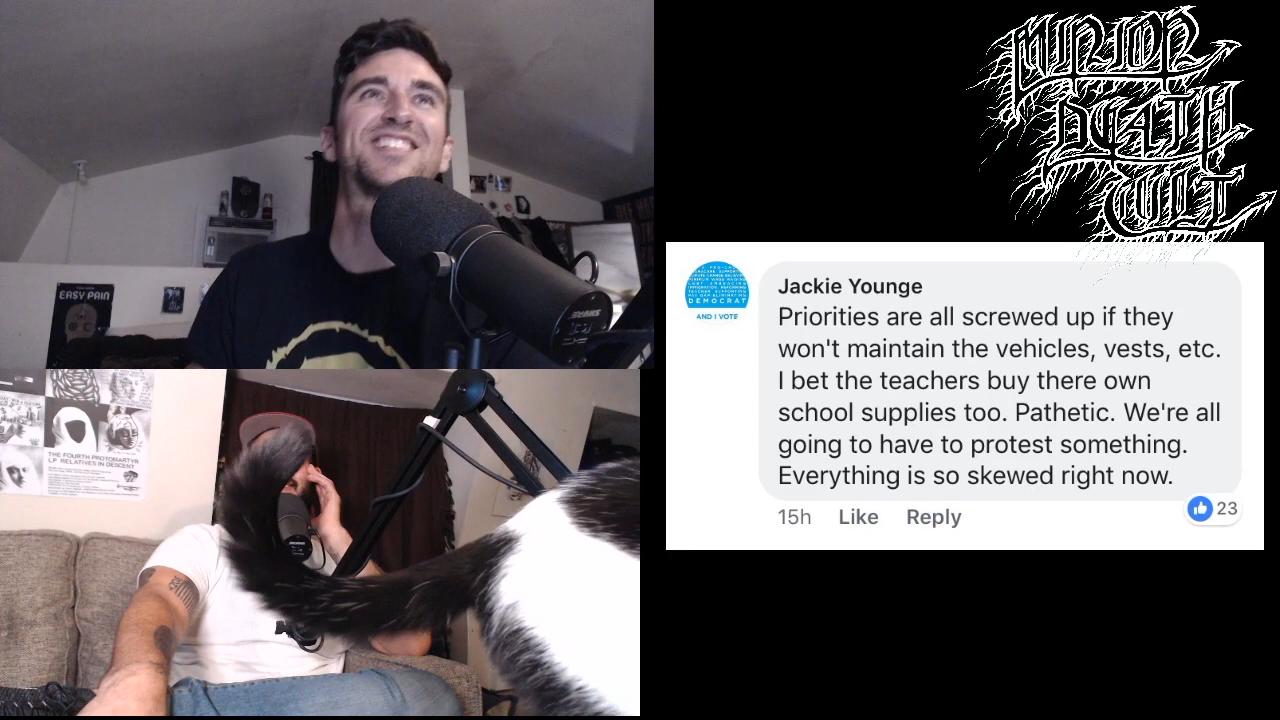 MINION
DEATH
CULT
EASY PAIN
THE FOURTH PROTOMARTYR
LP RELATIVES IN DESCENT
SHURE
DEMOCRAT
AND I VOTE
Jackie Younge
Priorities are all screwed up if they
won't maintain the vehicles, vests, etc.
I bet the teachers buy there own
school supplies too. Pathetic. We're all
going to have to protest something.
Everything is so skewed right now.
15h Like Reply
23